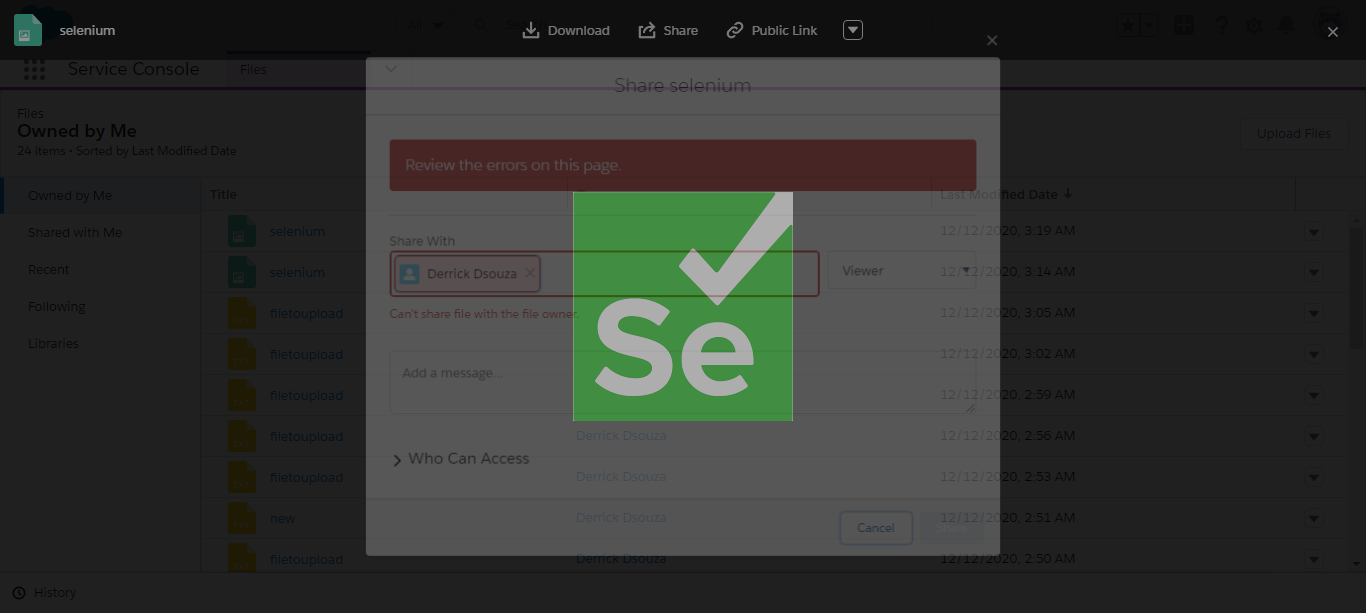 selenium
Download
Share
Public Link
Service Console
Files
Share selenium
Files
Owned by Me
24 items • Sorted by Last Modified Date
Upload Files
Review the errors on this page.
Owned by Me
Shared with Me
Recent
Following
Libraries
Title
Last Modified Date
selenium
12/12/2020, 3:19 AM
Share With
Derrick Dsouza
Viewer
selenium
12/12/2020, 3:14 AM
Can't share file with the file owner.
filetoupload
12/12/2020, 3:05 AM
Se
filetoupload
12/12/2020, 3:02 AM
Add a message...
filetoupload
12/12/2020, 2:59 AM
filetoupload
Derrick Dsouza
12/12/2020, 2:56 AM
Who Can Access
filetoupload
Derrick Dsouza
12/12/2020, 2:53 AM
new
Derrick Dsouza
12/12/2020, 2:51 AM
Cancel
filetoupload
Derrick Dsouza
12/12/2020, 2:50 AM
History